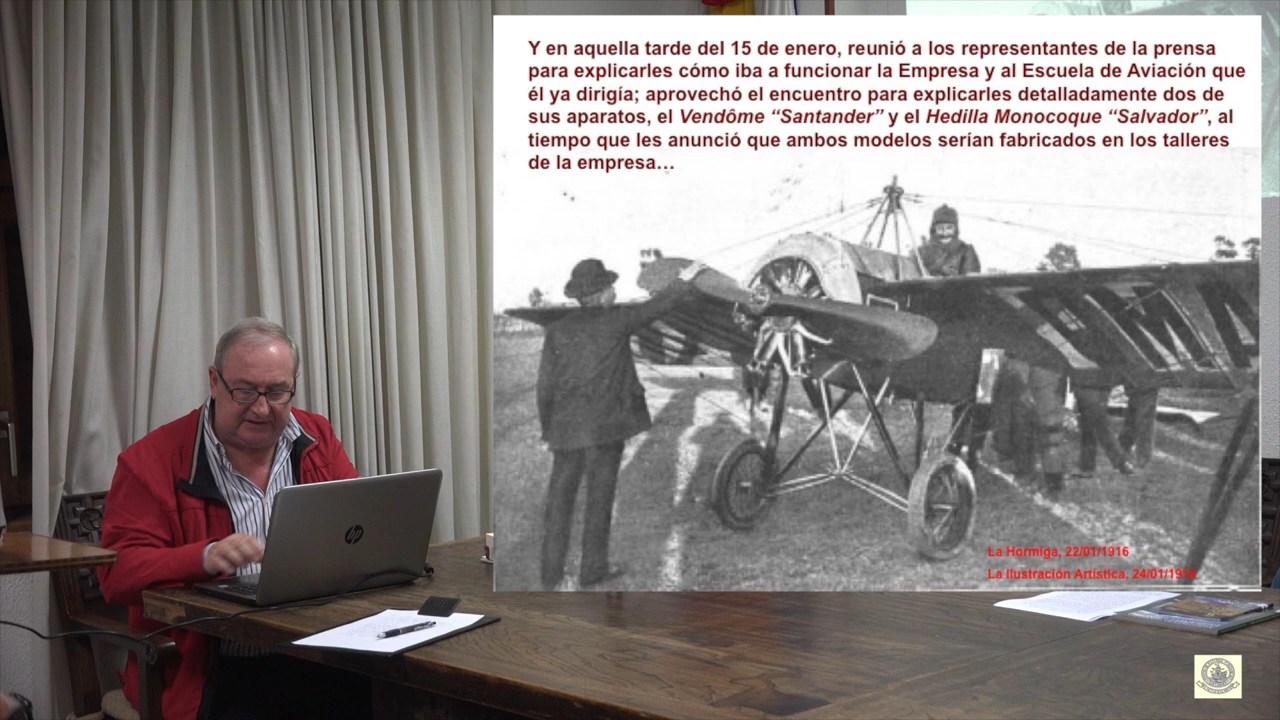 Y en aquella tarde del 15 de enero, reunió a los representantes de la prensa
para explicarles cómo iba a funcionar la Empresa y al Escuela de Aviación que
él ya dirigía; aprovechó el encuentro para explicarles detalladamente dos de
sus aparatos, el Vendôme “Santander” y el Hedilla Monocoque “Salvador”, al
tiempo que les anunció que ambos modelos serían fabricados en los talleres
de la empresa…
hp
La Hormiga, 22/01/1916
La Ilustración Artística, 24/01/1916